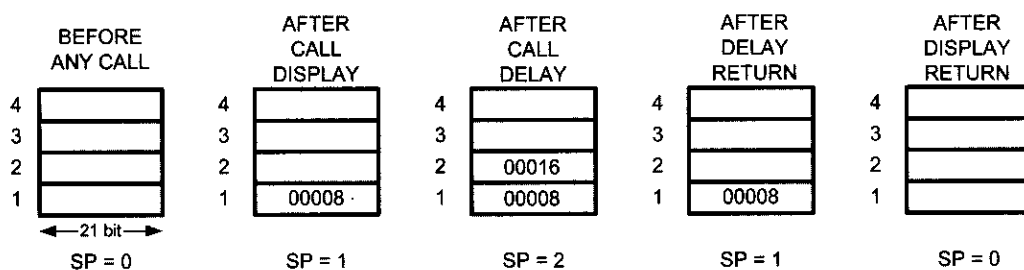 BEFORE
ANY CALL
4
3
2
1
21 bit
SP = 0
AFTER
CALL
DISPLAY
4
3
2
1
00008
SP = 1
AFTER
CALL
DELAY
4
3
2
00016
1
00008
SP = 2
AFTER
DELAY
RETURN
4
3
2
1
00008
SP = 1
AFTER
DISPLAY
RETURN
4
3
2
1
SP = 0